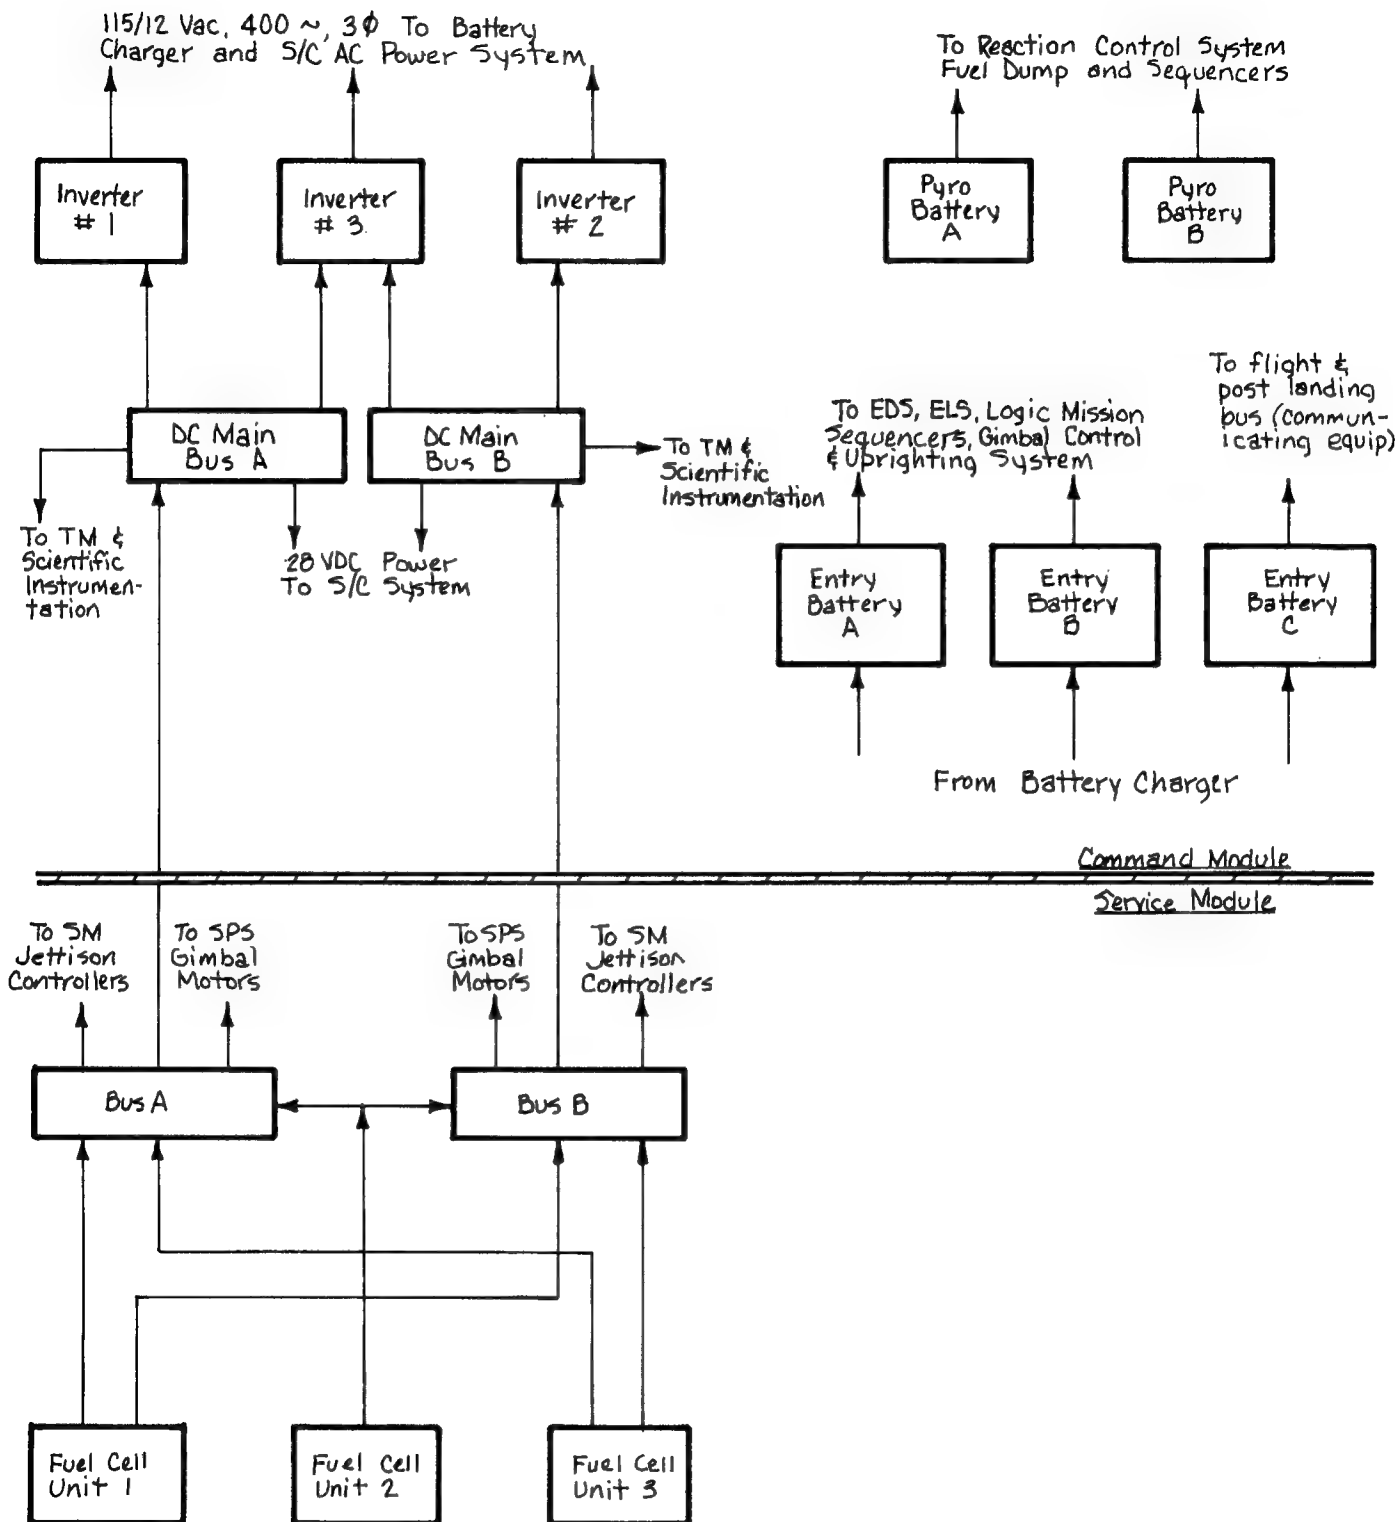 115/12 Vac, 400 ~, 3Ø To Battery
Charger and S/C AC Power System
To Reaction Control System
Fuel Dump and Sequencers
Inverter
# 1
Inverter
# 3
Inverter
# 2
Pyro
Battery
A
Pyro
Battery
B
DC Main
Bus A
DC Main
Bus B
To TM &
Scientific
Instrumen-
tation
28 VDC Power
To S/C System
To TM &
Scientific
Instrumentation
To EDS, ELS, Logic Mission
Sequencers, Gimbal Control
& Uprighting System
To flight &
post landing
bus (commun-
icating equip)
Entry
Battery
A
Entry
Battery
B
Entry
Battery
C
From Battery Charger
Command Module
Service Module
To SM
Jettison
Controllers
To SPS
Gimbal
Motors
To SPS
Gimbal
Motors
To SM
Jettison
Controllers
Bus A
Bus B
Fuel Cell
Unit 1
Fuel Cell
Unit 2
Fuel Cell
Unit 3